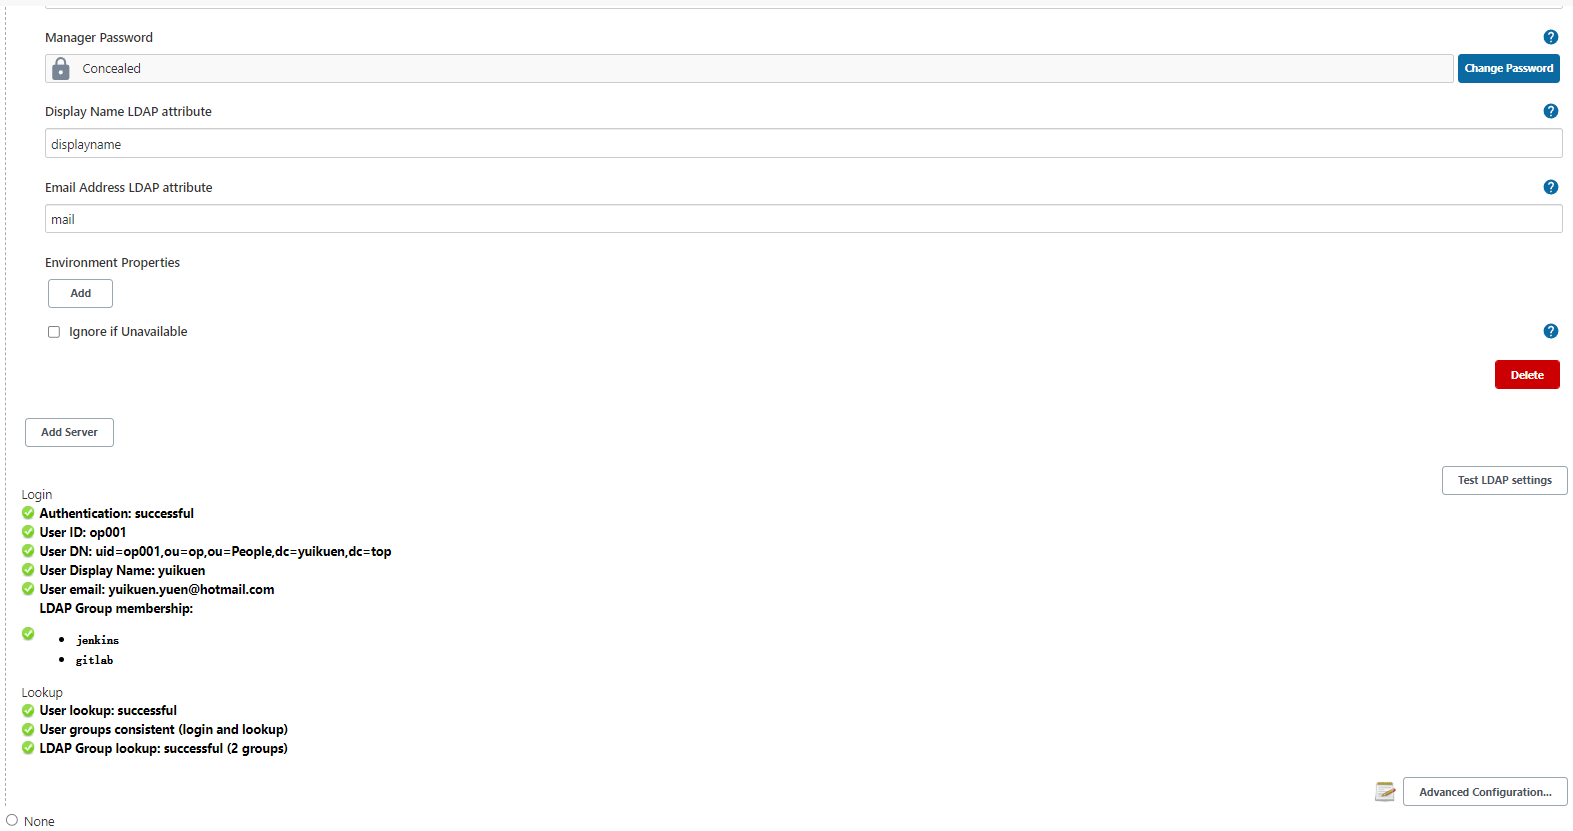 Manager Password
?
Concealed
Change Password
Display Name LDAP attribute
?
displayname
Email Address LDAP attribute
?
mail
Environment Properties
Add
Ignore if Unavailable
?
Delete
Add Server
Test LDAP settings
Login
Authentication: successful
User ID: op001
User DN: uid=op001,ou=op,ou=People,dc=yuikuen,dc=top
User Display Name: yuikuen
User email: yuikuen.yuen@hotmail.com
LDAP Group membership:
jenkins
gitlab
Lookup
User lookup: successful
User groups consistent (login and lookup)
LDAP Group lookup: successful (2 groups)
Advanced Configuration...
None